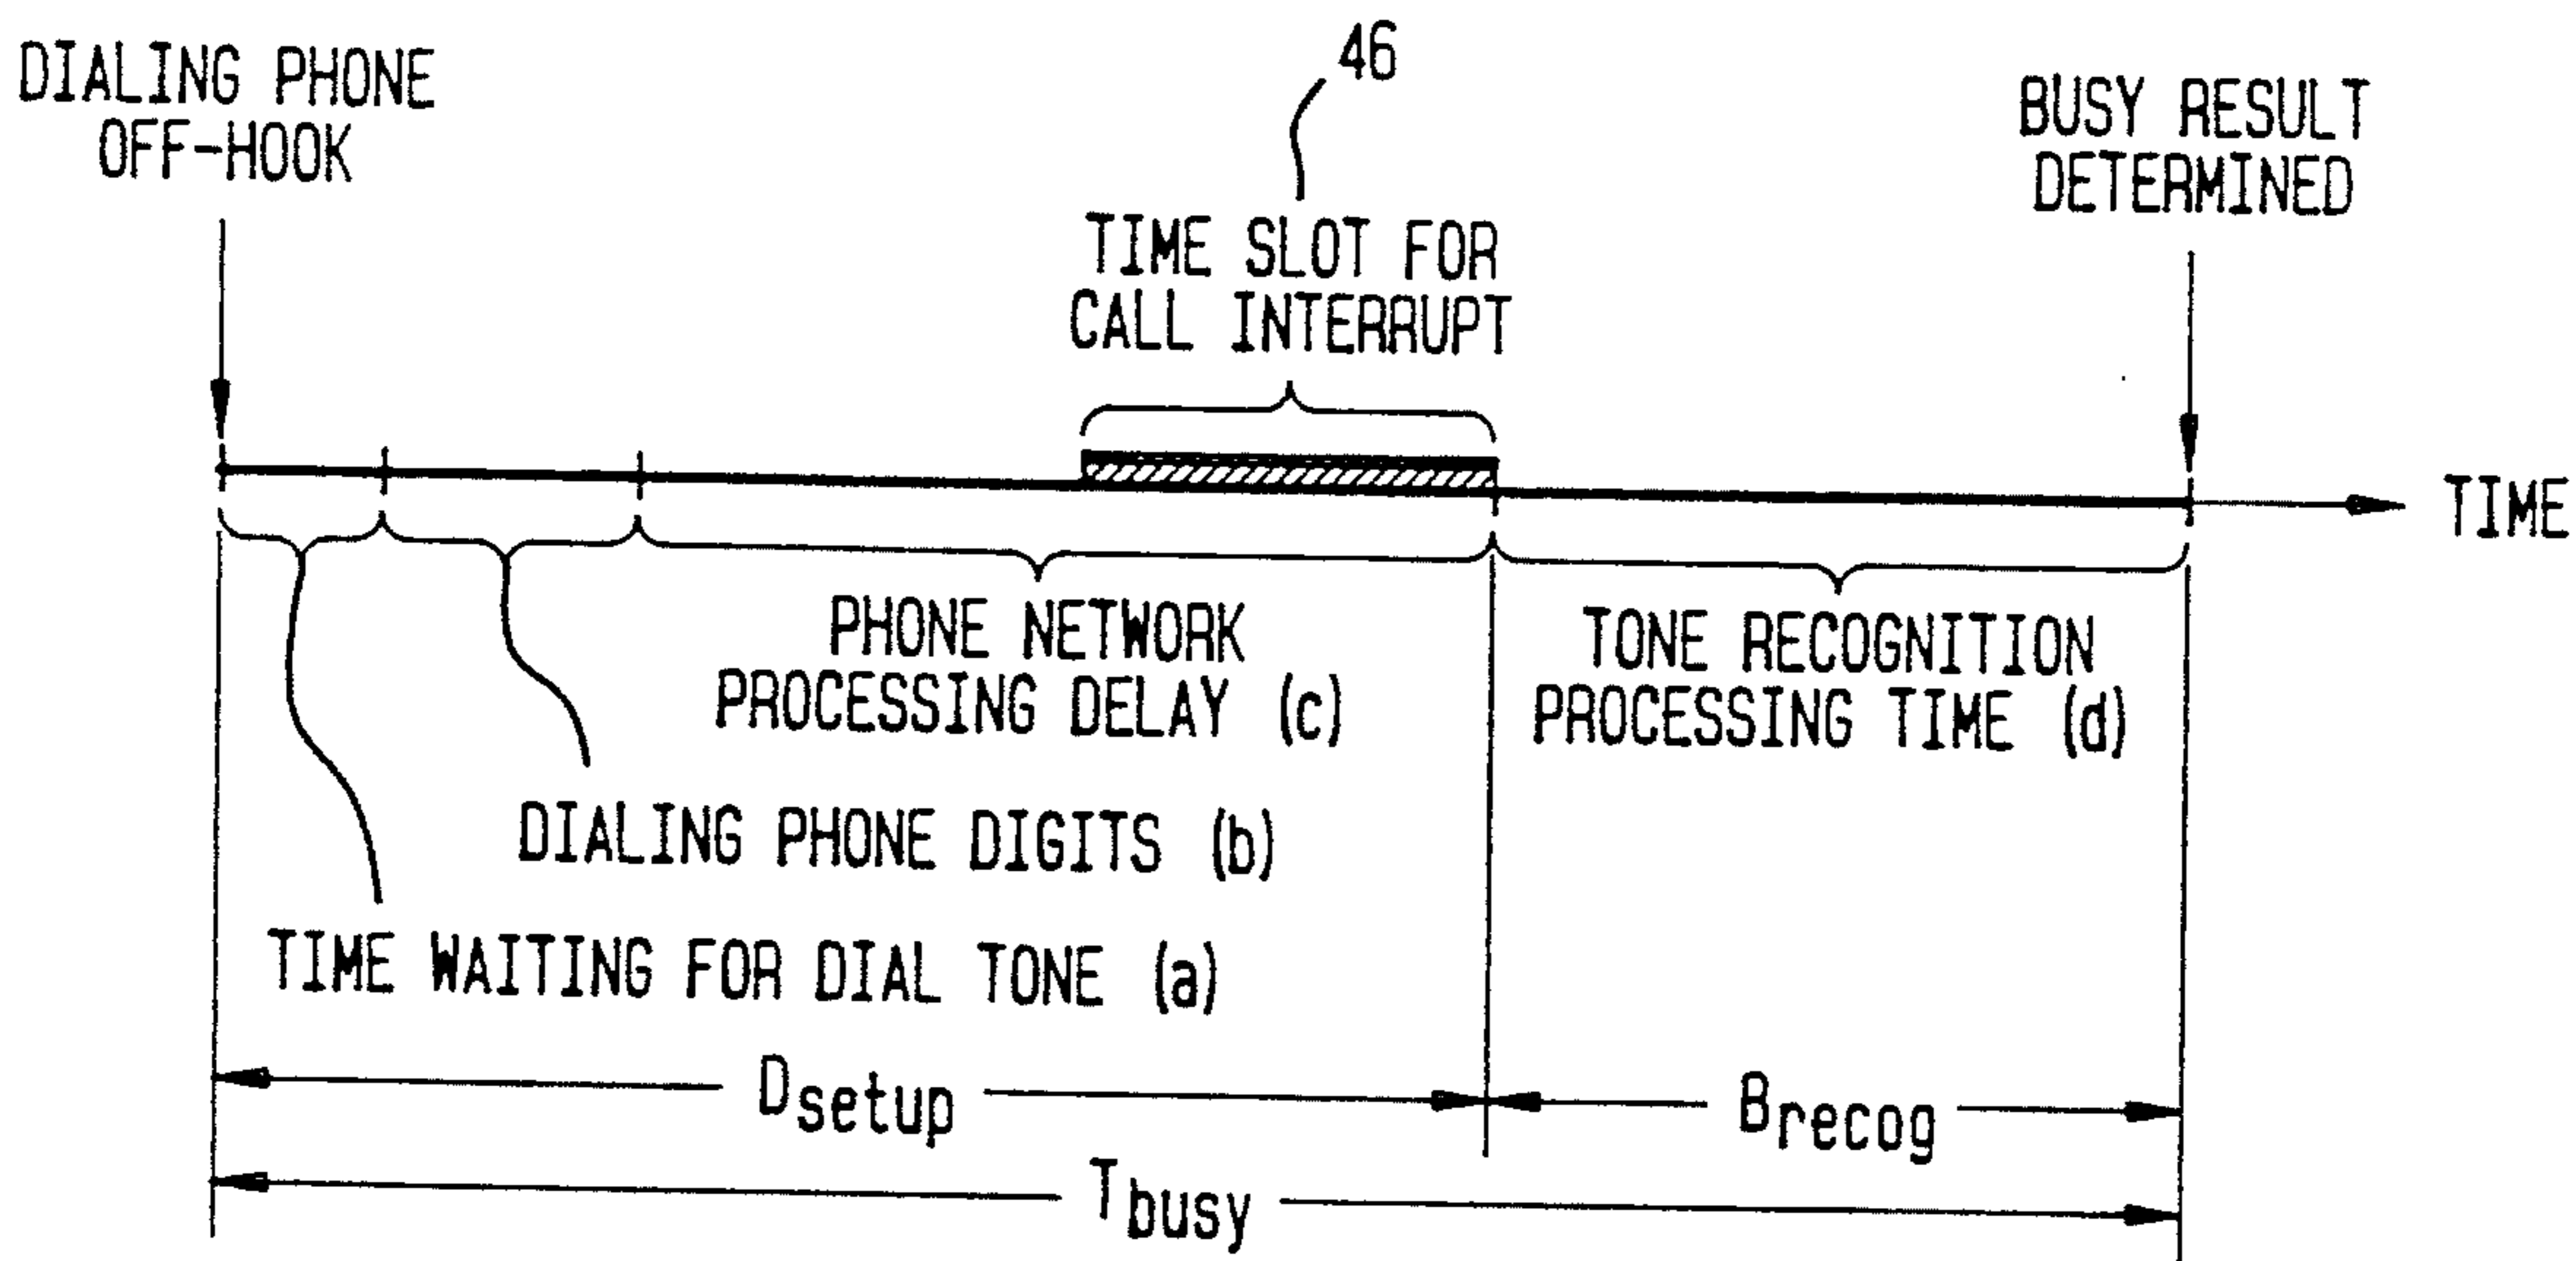 46
DIALING PHONE
OFF-HOOK
BUSY RESULT
DETERMINED
TIME SLOT FOR
CALL INTERRUPT
TIME
PHONE NETWORK
PROCESSING DELAY (c)
TONE RECOGNITION
PROCESSING TIME (d)
DIALING PHONE DIGITS (b)
TIME WAITING FOR DIAL TONE (a)
Dsetup
Brecog
Tbusy